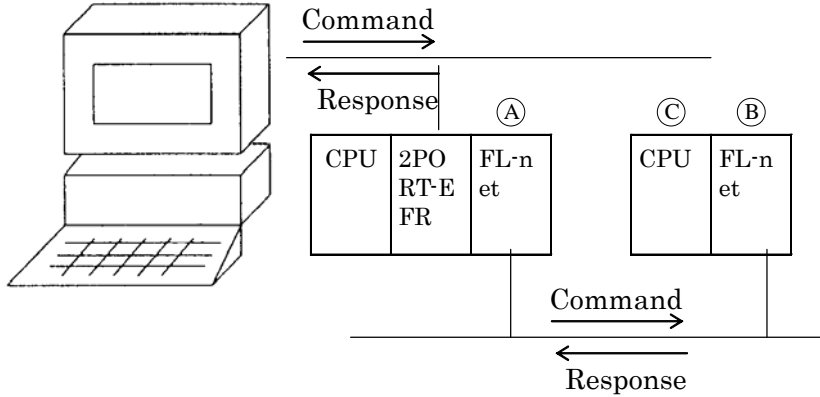 Command
Response
Ⓐ
Ⓒ
Ⓑ
CPU
2PO
RT-E
FR
FL-n
et
CPU
FL-n
et
Command
Response